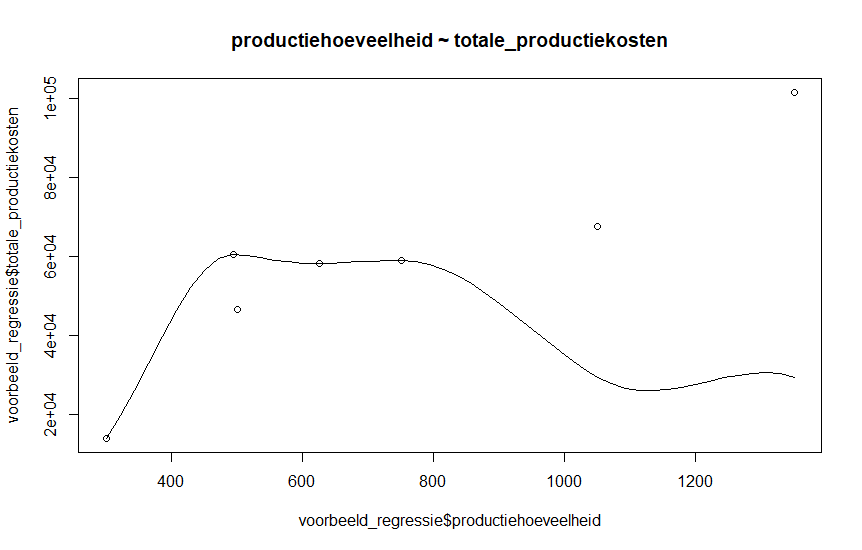 productiehoeveelheid ~ totale_productiekosten
voorbeeld_regressie$totale_productiekosten
1e+05
8e+04
6e+04
4e+04
2e+04
400
600
800
1000
1200
voorbeeld_regressie$productiehoeveelheid